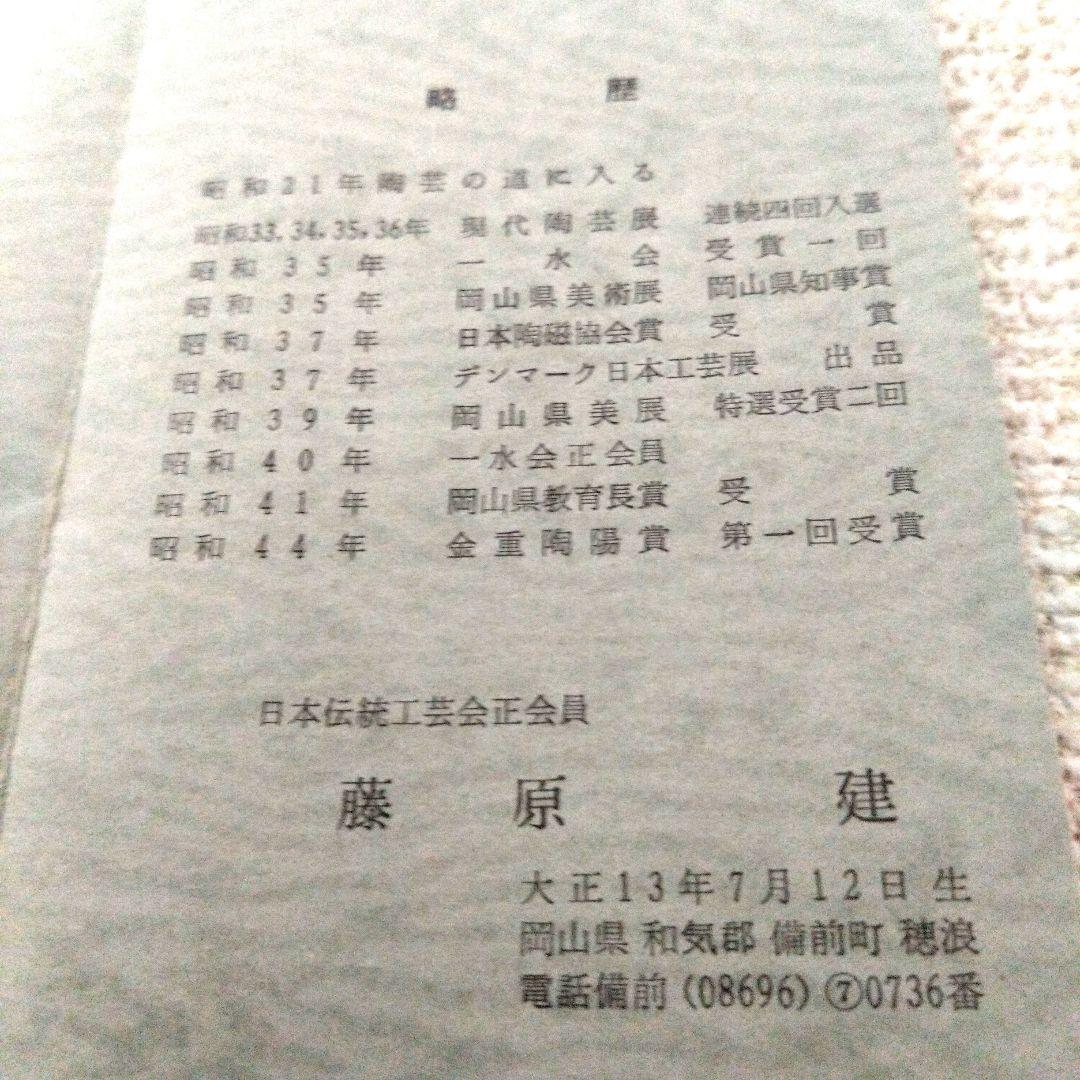 略歴
昭和21年陶芸の道に入る
昭和33.34.35.36年 現代陶芸展 連続四回入選
昭和35年 一水会 受賞一回
昭和35年 岡山県美術展 岡山県知事賞
昭和37年 日本陶磁協会賞 受賞
昭和37年 デンマーク日本工芸展 出品
昭和39年 岡山県美展 特選受賞二回
昭和40年 一水会正会員
昭和41年 岡山県教育長賞 受賞
昭和44年 金重陶陽賞 第一回受賞
日本伝統工芸会正会員
藤原 建
大正13年7月12日生
岡山県 和気郡 備前町 穂浪
電話備前 (08696) ⑦0736番